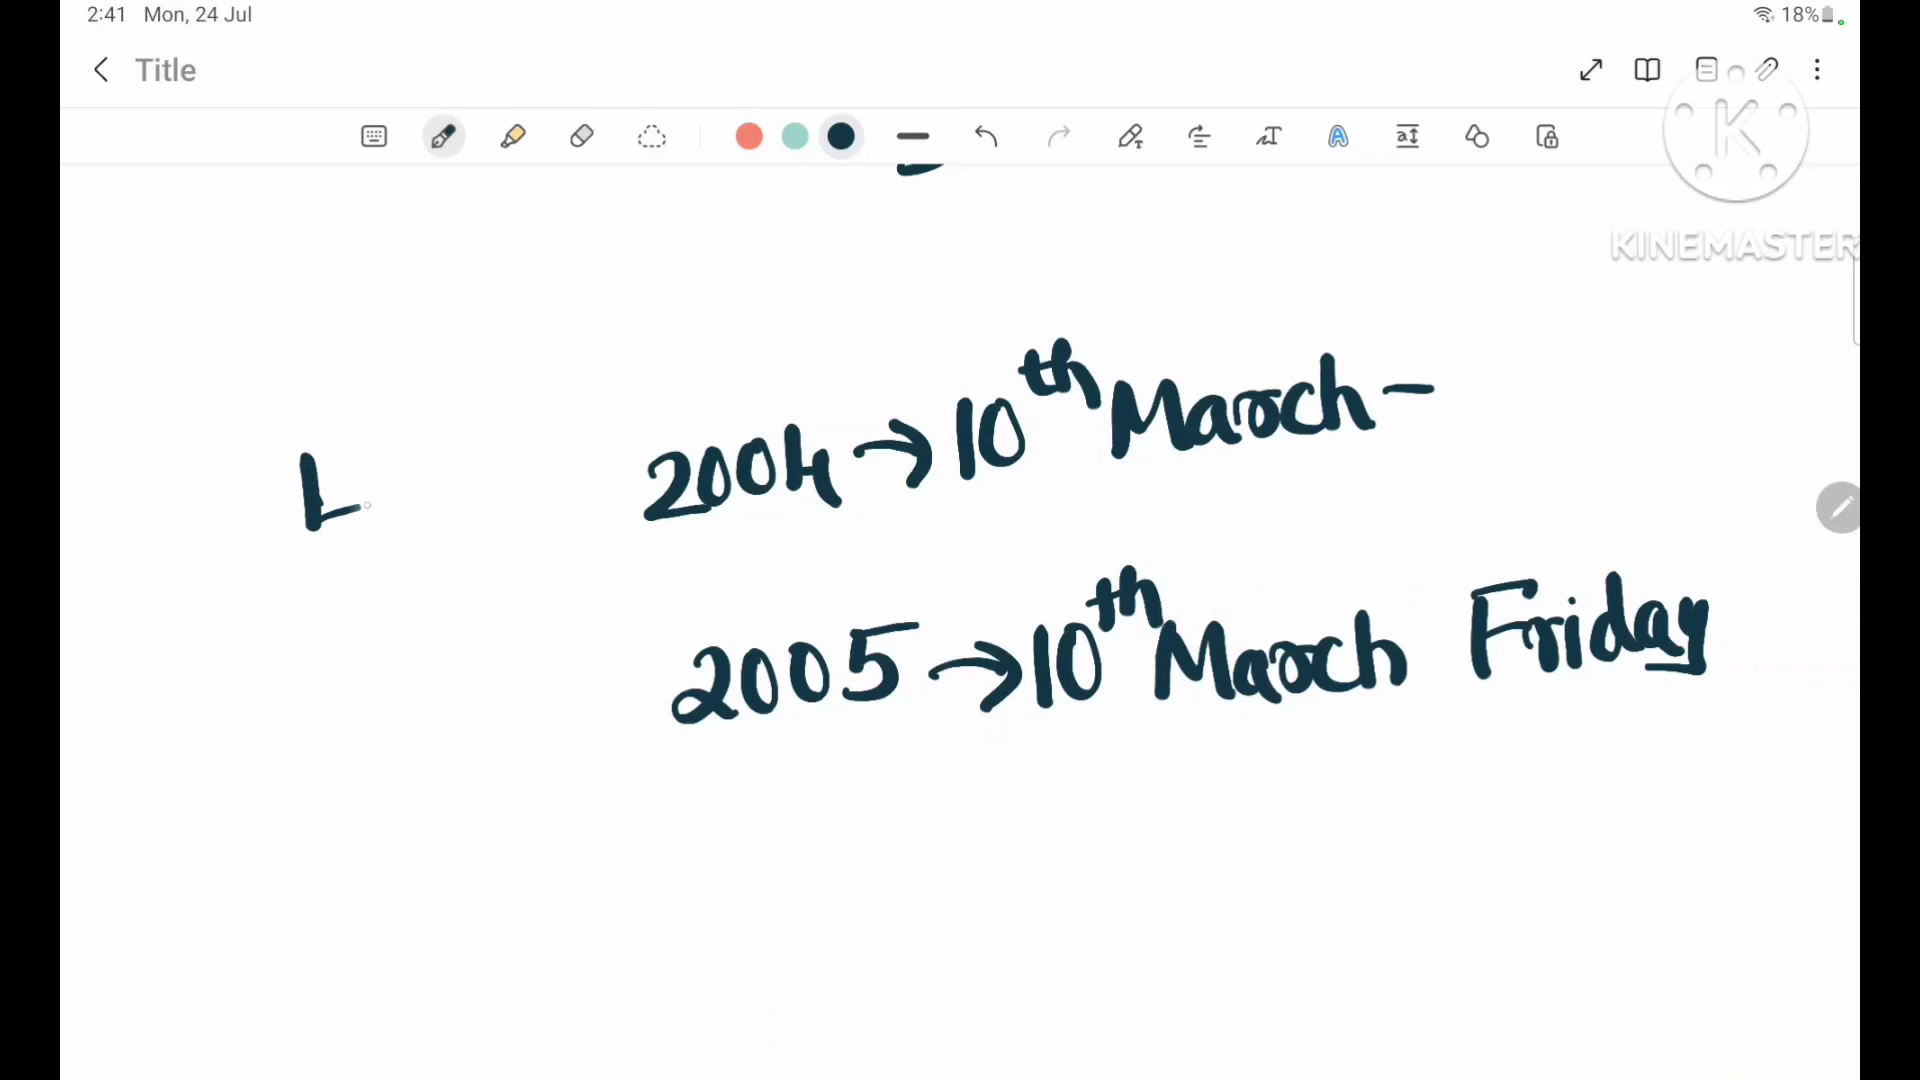 2:41 Mon, 24 Jul
18%
Title
KINEMASTER
2004 → 10th March -
L
2005 → 10th March Friday